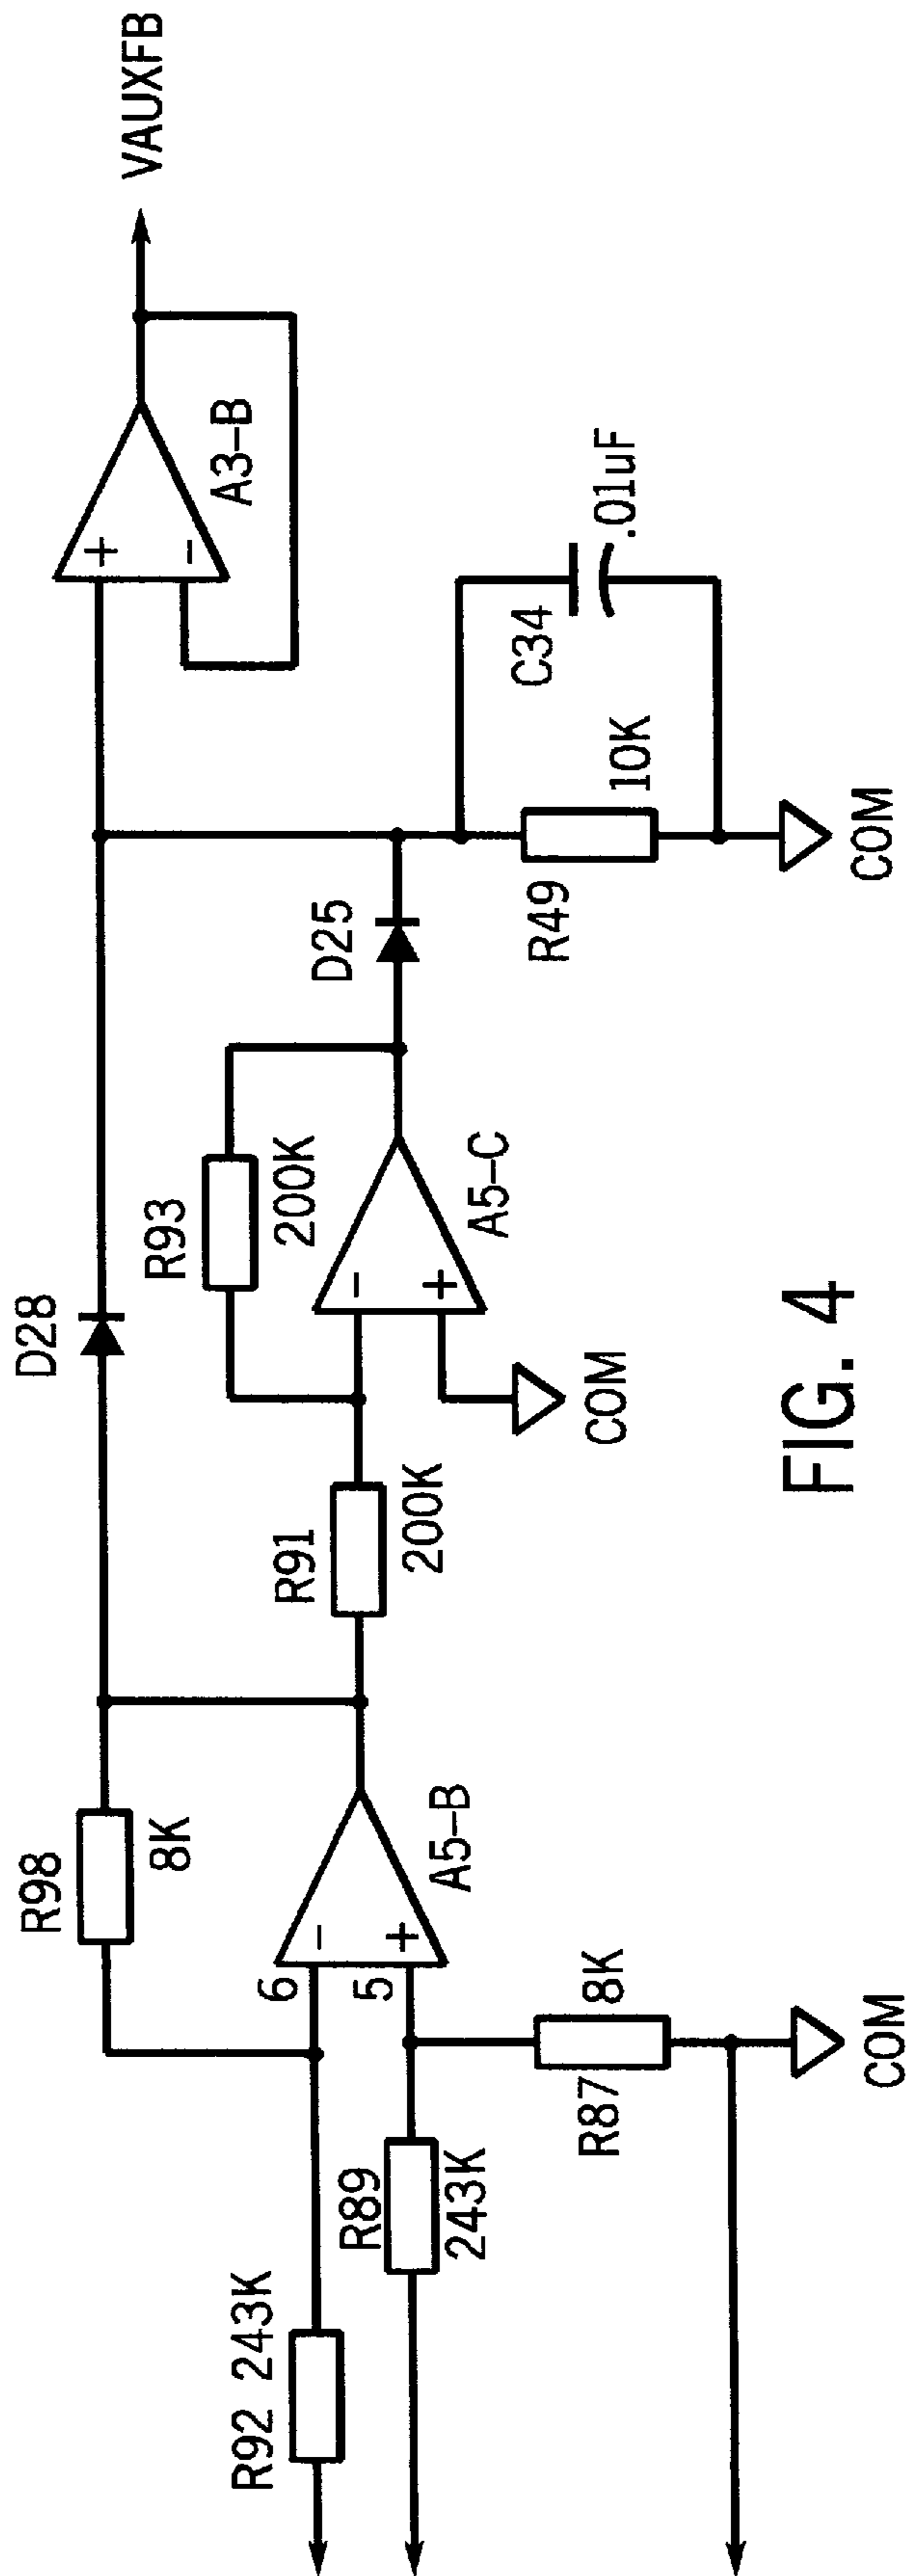 R92 243K
R89
243K
R98
8K
6
-
5
+
A5-B
R87
8K
COM
R91
200K
D28
R93
200K
-
+
A5-C
COM
D25
R49
10K
C34
.01uF
COM
+
-
A3-B
VAUXFB
FIG. 4